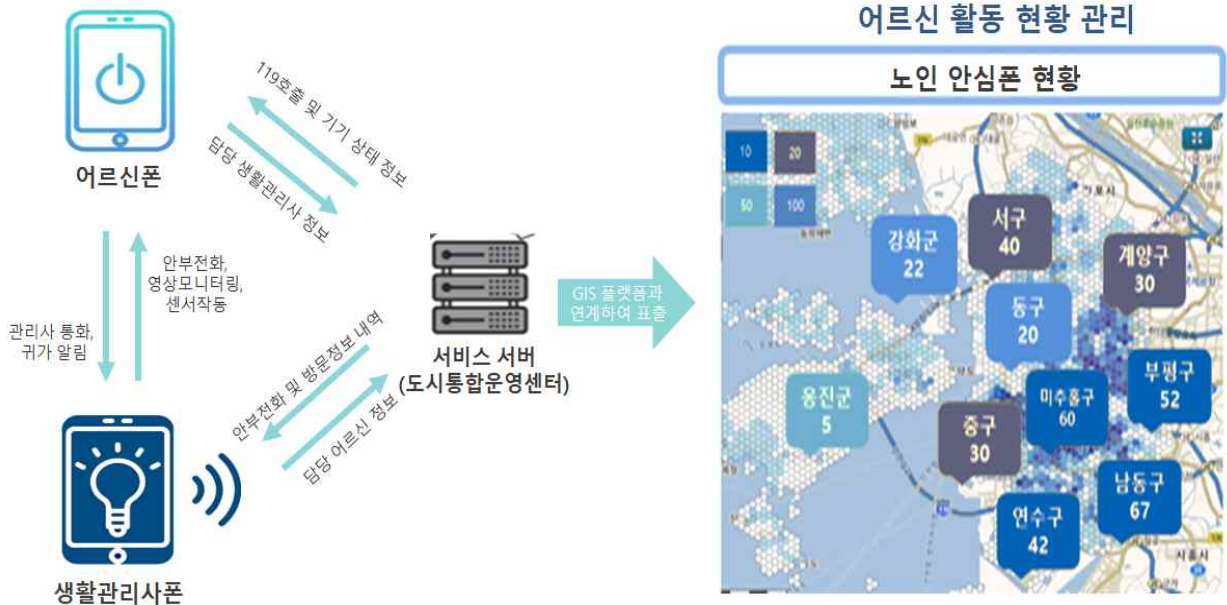 어르신 활동 현황 관리
노인 안심폰 현황
어르신폰
119호출 및 기기 상태 정보
담당 생활관리사 정보
안부전화,
영상모니터링,
센서작동
관리사 통화,
귀가 알림
서비스 서버
(도시통합운영센터)
GIS 플랫폼과
연계하여 표출
안부전화 및 방문정보 내역
담당 어르신 정보
생활관리사폰
10
20
50
100
강화군
22
서구
40
계양구
30
동구
20
부평구
52
미추홀구
60
옹진군
5
중구
30
남동구
67
연수구
42
시흥시